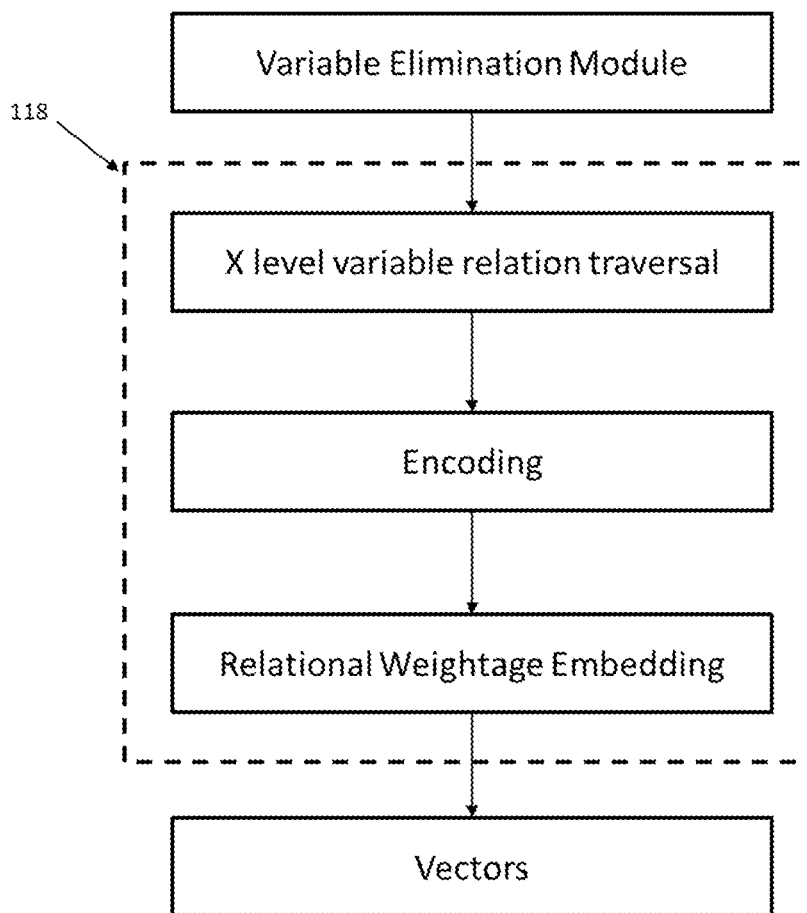 Variable Elimination Module
118
X level variable relation traversal
Encoding
Relational Weightage Embedding
Vectors